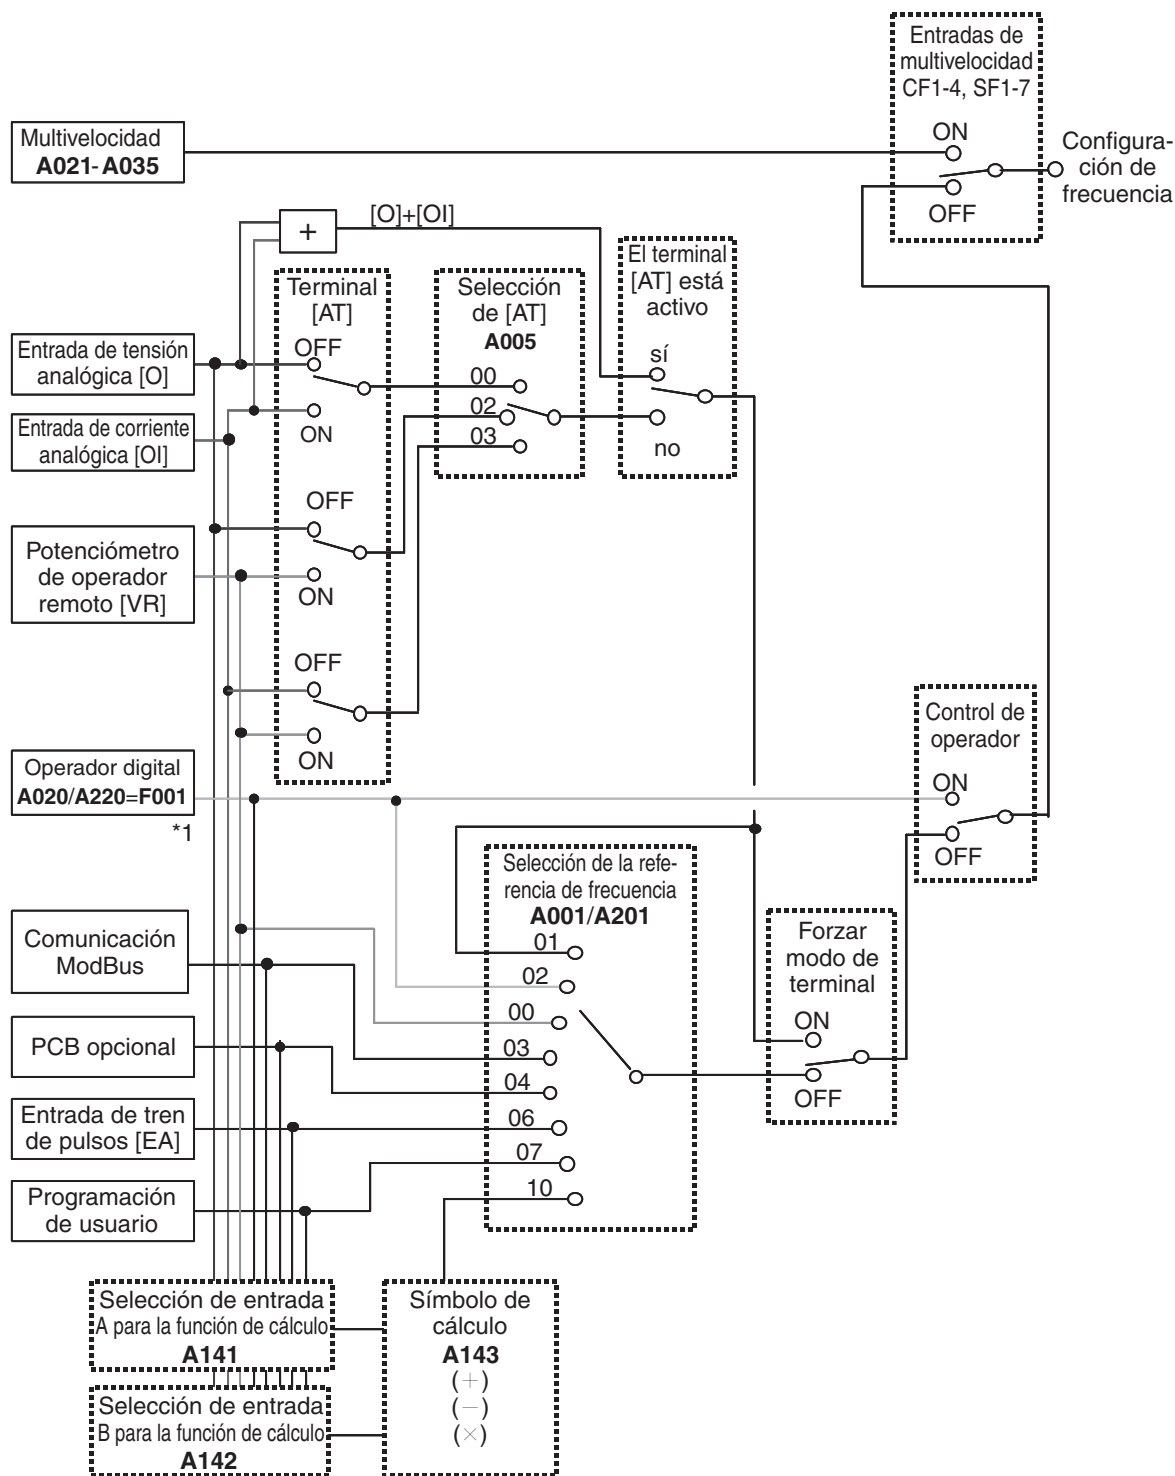 Entradas de
multivelocidad
CF1-4, SF1-7
ON
OFF
Configura-
ción de
frecuencia
Multivelocidad
A021-A035
+
[O]+[OI]
Terminal
[AT]
OFF
ON
OFF
ON
OFF
ON
Selección
de [AT]
A005
00
02
03
El terminal
[AT] está
activo
sí
no
Entrada de tensión
analógica [O]
Entrada de corriente
analógica [OI]
Potenciómetro
de operador
remoto [VR]
Operador digital
A020/A220=F001
*1
Control de
operador
ON
OFF
Selección de la refe-
rencia de frecuencia
A001/A201
01
02
00
03
04
06
07
10
Forzar
modo de
terminal
ON
OFF
Comunicación
ModBus
PCB opcional
Entrada de tren
de pulsos [EA]
Programación
de usuario
Selección de entrada
A para la función de cálculo
A141
Selección de entrada
B para la función de cálculo
A142
Símbolo de
cálculo
A143
(+)
(−)
(×)